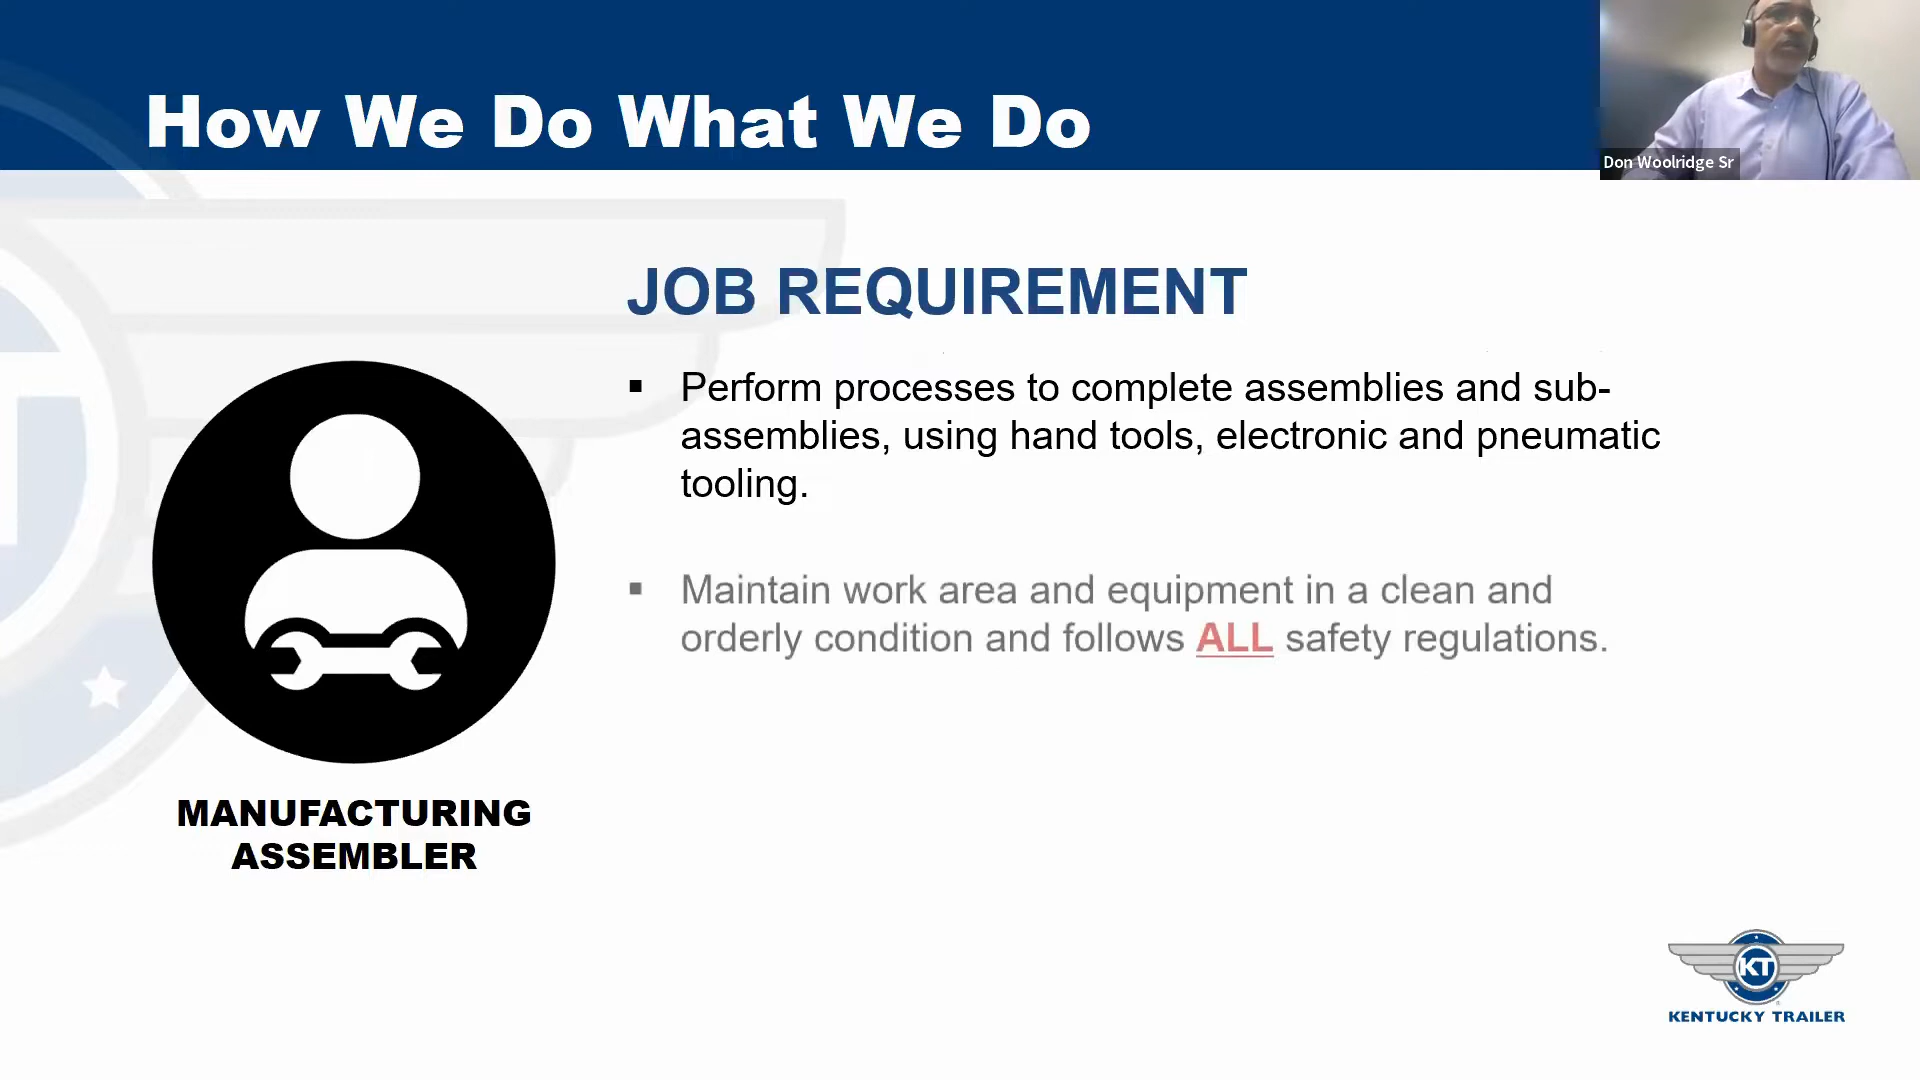 How We Do What We Do
Don Woolridge Sr
JOB REQUIREMENT
▪ Perform processes to complete assemblies and sub-
assemblies, using hand tools, electronic and pneumatic
tooling.
▪ Maintain work area and equipment in a clean and
orderly condition and follows ALL safety regulations.
MANUFACTURING
ASSEMBLER
KT
KENTUCKY TRAILER